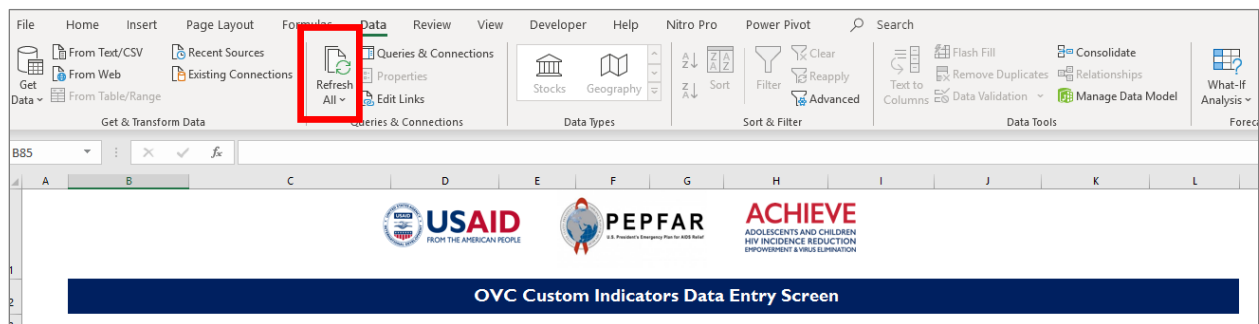 File Home Insert Page Layout Formulas Data Review View Developer Help Nitro Pro Power Pivot Search
From Text/CSV Recent Sources Queries & Connections Clear Flash Fill Consolidate
From Web Existing Connections Properties Reapply Remove Duplicates Relationships
From Table/Range Edit Links Advanced Data Validation Manage Data Model
Get
Data
Refresh
All
Stocks Geography
Sort Filter
Text to
Columns
What-If
Analysis
Get & Transform Data Queries & Connections Data Types Sort & Filter Data Tools Foreca
B85 fx
A B C D E F G H I J K L
USAID
USAID
FROM THE AMERICAN PEOPLE
PEPFAR
U.S. President's Emergency Plan for AIDS Relief
ACHIEVE
ADOLESCENTS AND CHILDREN
HIV INCIDENCE REDUCTION
EMPOWERMENT & VIRUS ELIMINATION
1
2 OVC Custom Indicators Data Entry Screen